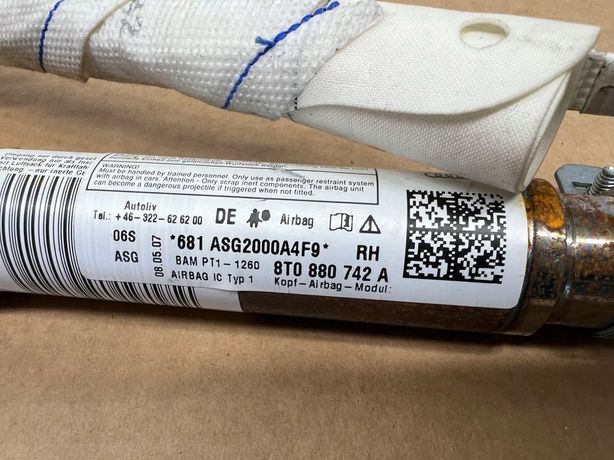 WARNING!
Must be handled by trained personnel. Only use as passenger restraint system
with airbag in cars. Attention - Only scrap inert components. The airbag unit
can become a dangerous projectile if triggered when not fitted.
Autoliv
Tel.: +46-322-626200 DE Airbag
06S *681 ASG2000A4F9* RH
ASG 08.05.07 BAM PT1-1260 8T0 880 742 A
AIRBAG IC Typ 1 Kopf-Airbag-Modul: